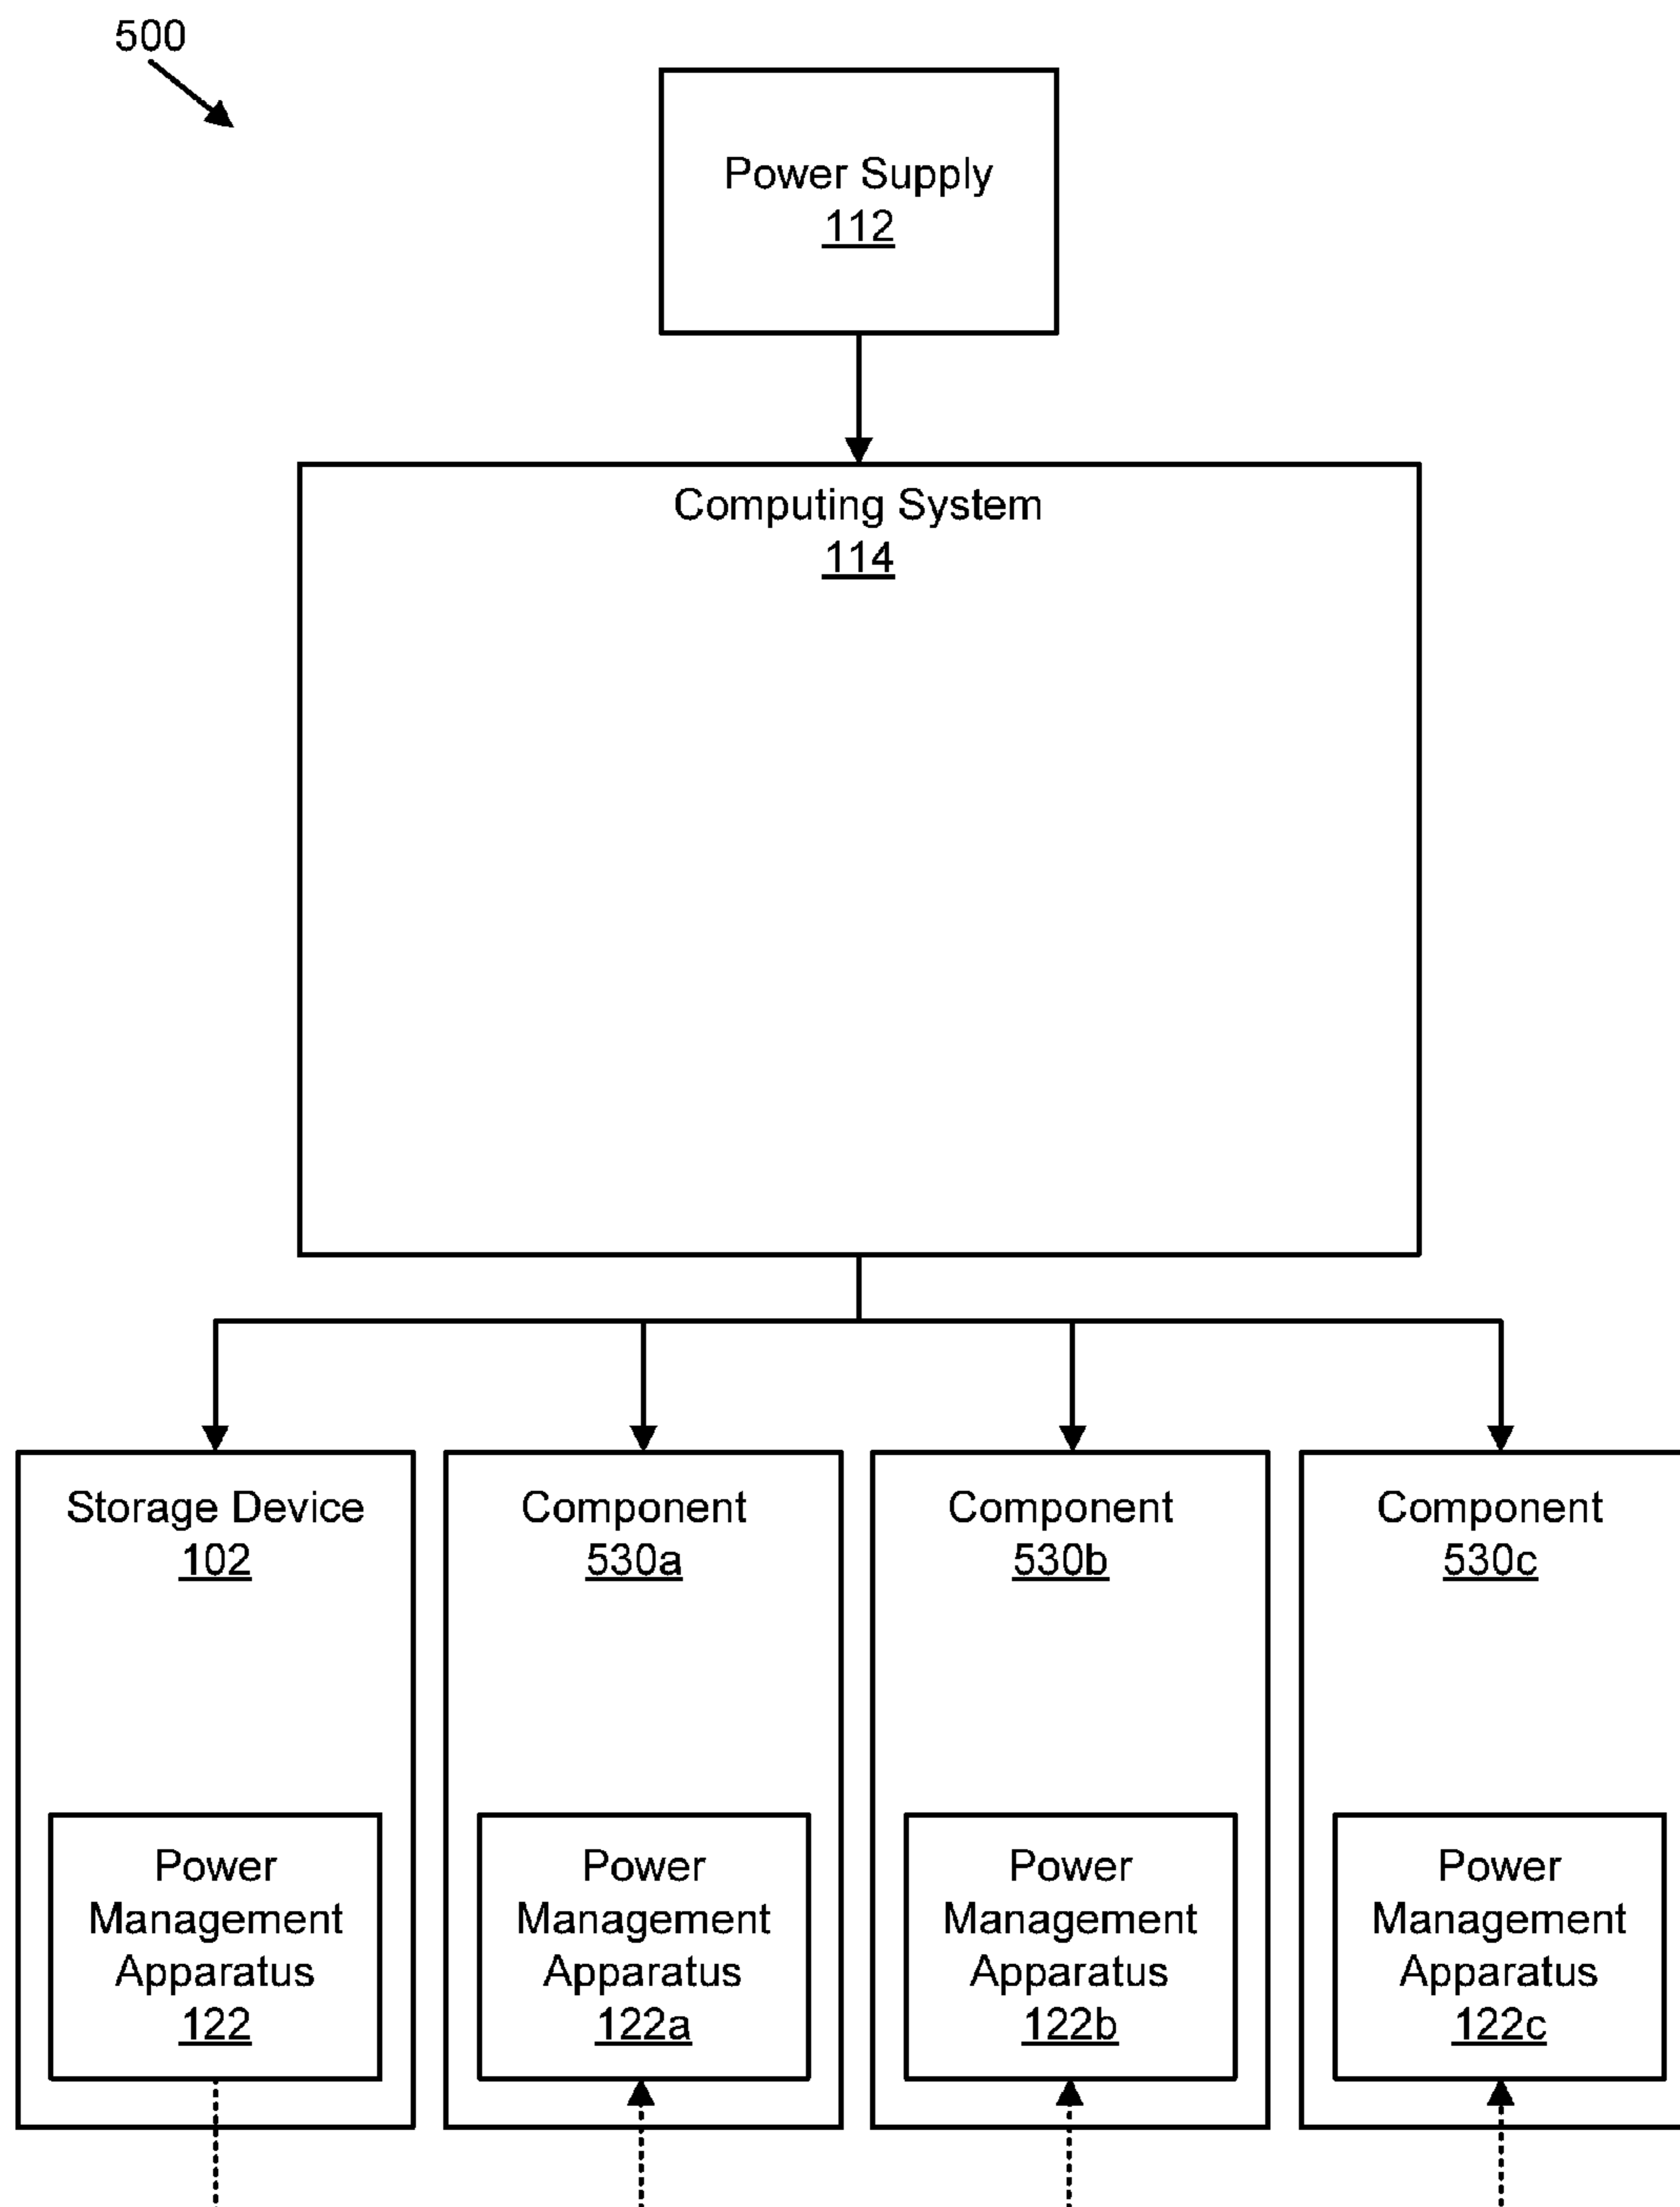 500
Power Supply
112
Computing System
114
Storage Device
102
Component
530a
Component
530b
Component
530c
Power
Management
Apparatus
122
Power
Management
Apparatus
122a
Power
Management
Apparatus
122b
Power
Management
Apparatus
122c